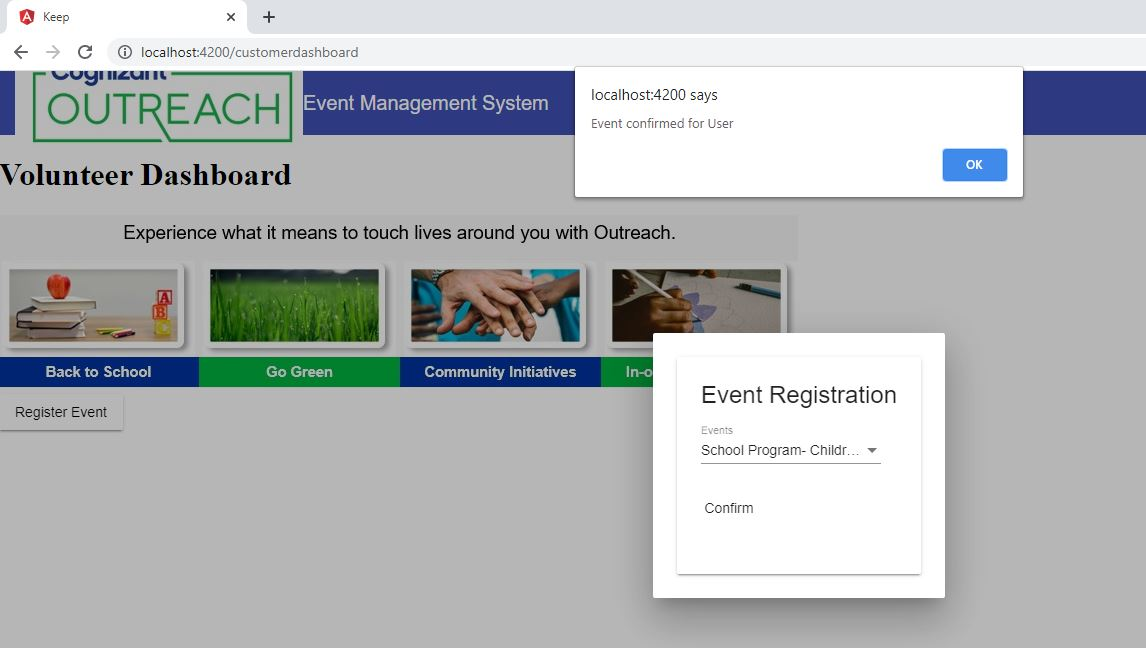 Keep
localhost:4200/customerdashboard
Cognizant
OUTREACH
Event Management System
localhost:4200 says
Event confirmed for User
OK
Volunteer Dashboard
Experience what it means to touch lives around you with Outreach.
A
B
Back to School
Go Green
Community Initiatives
In-o
Register Event
Event Registration
Events
School Program- Childr...
Confirm